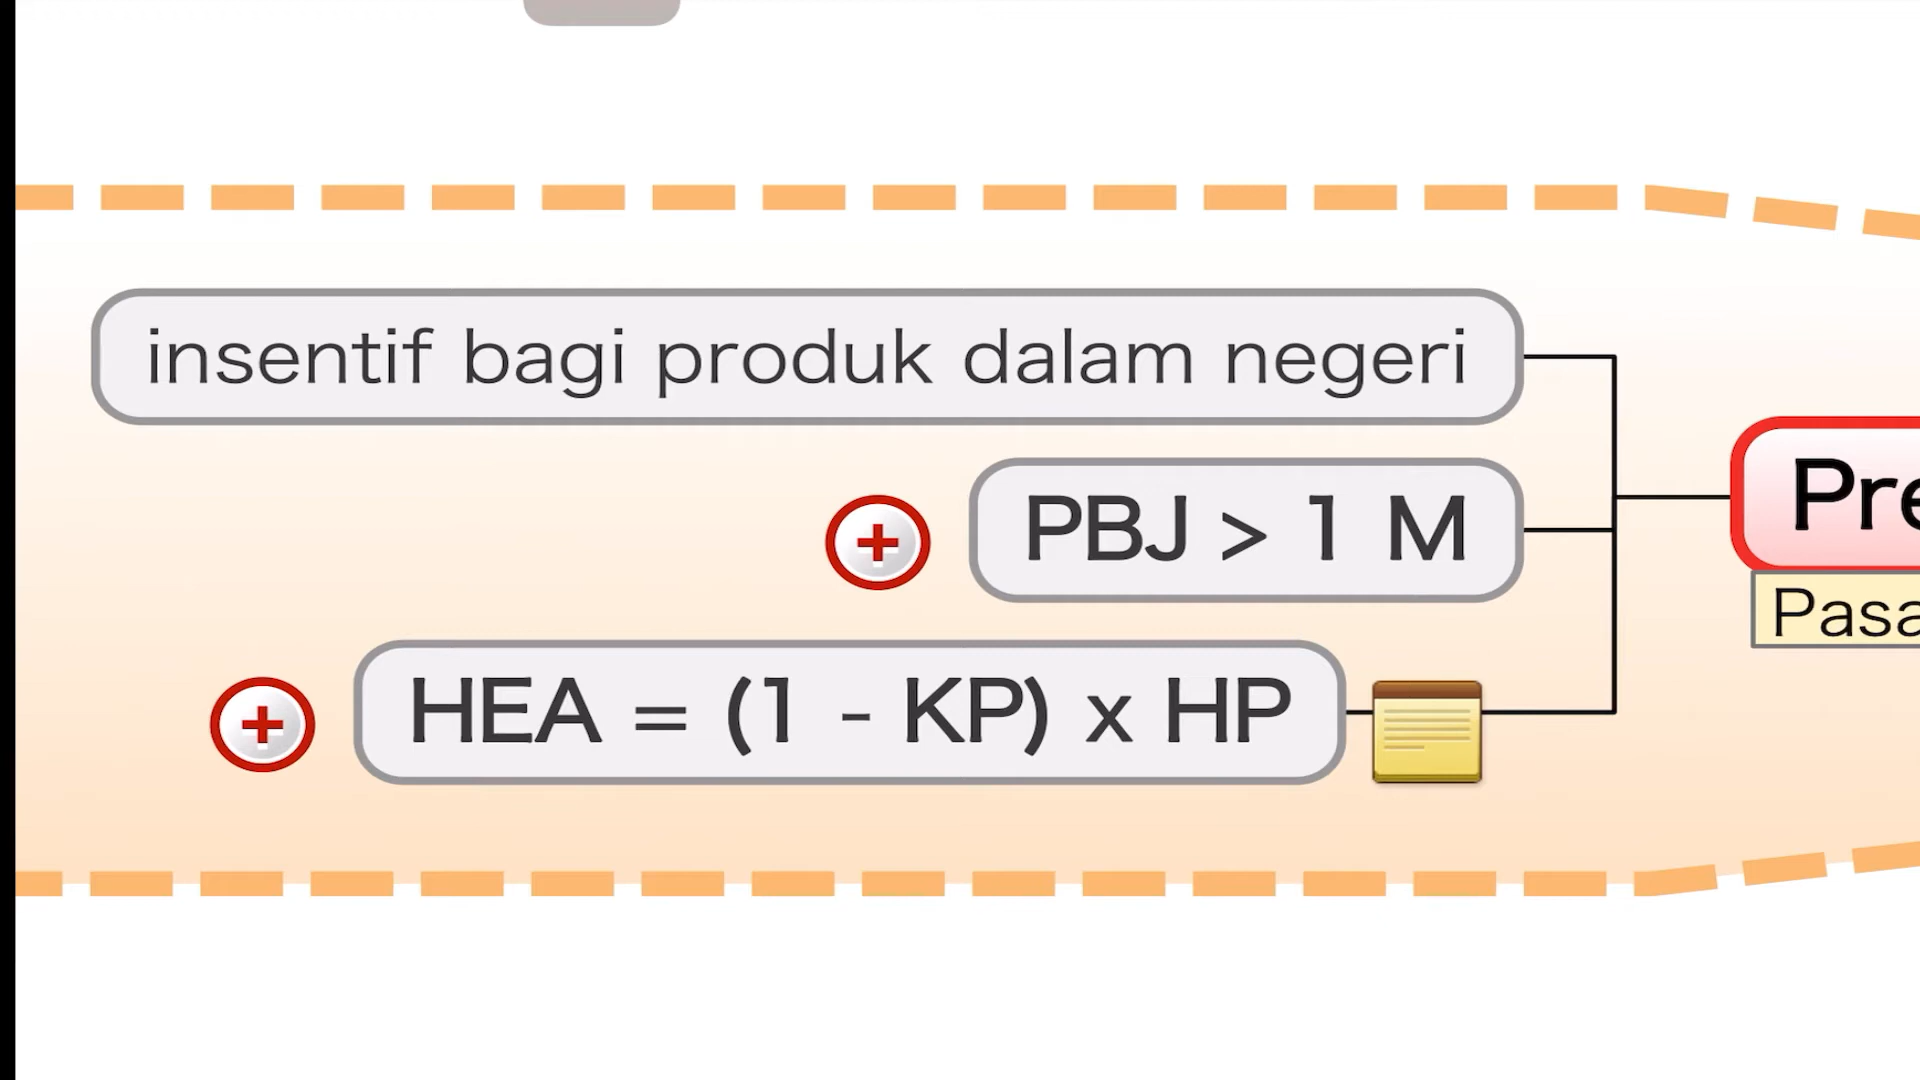 insentif bagi produk dalam negeri
PBJ > 1 M
HEA = (1 - KP) x HP